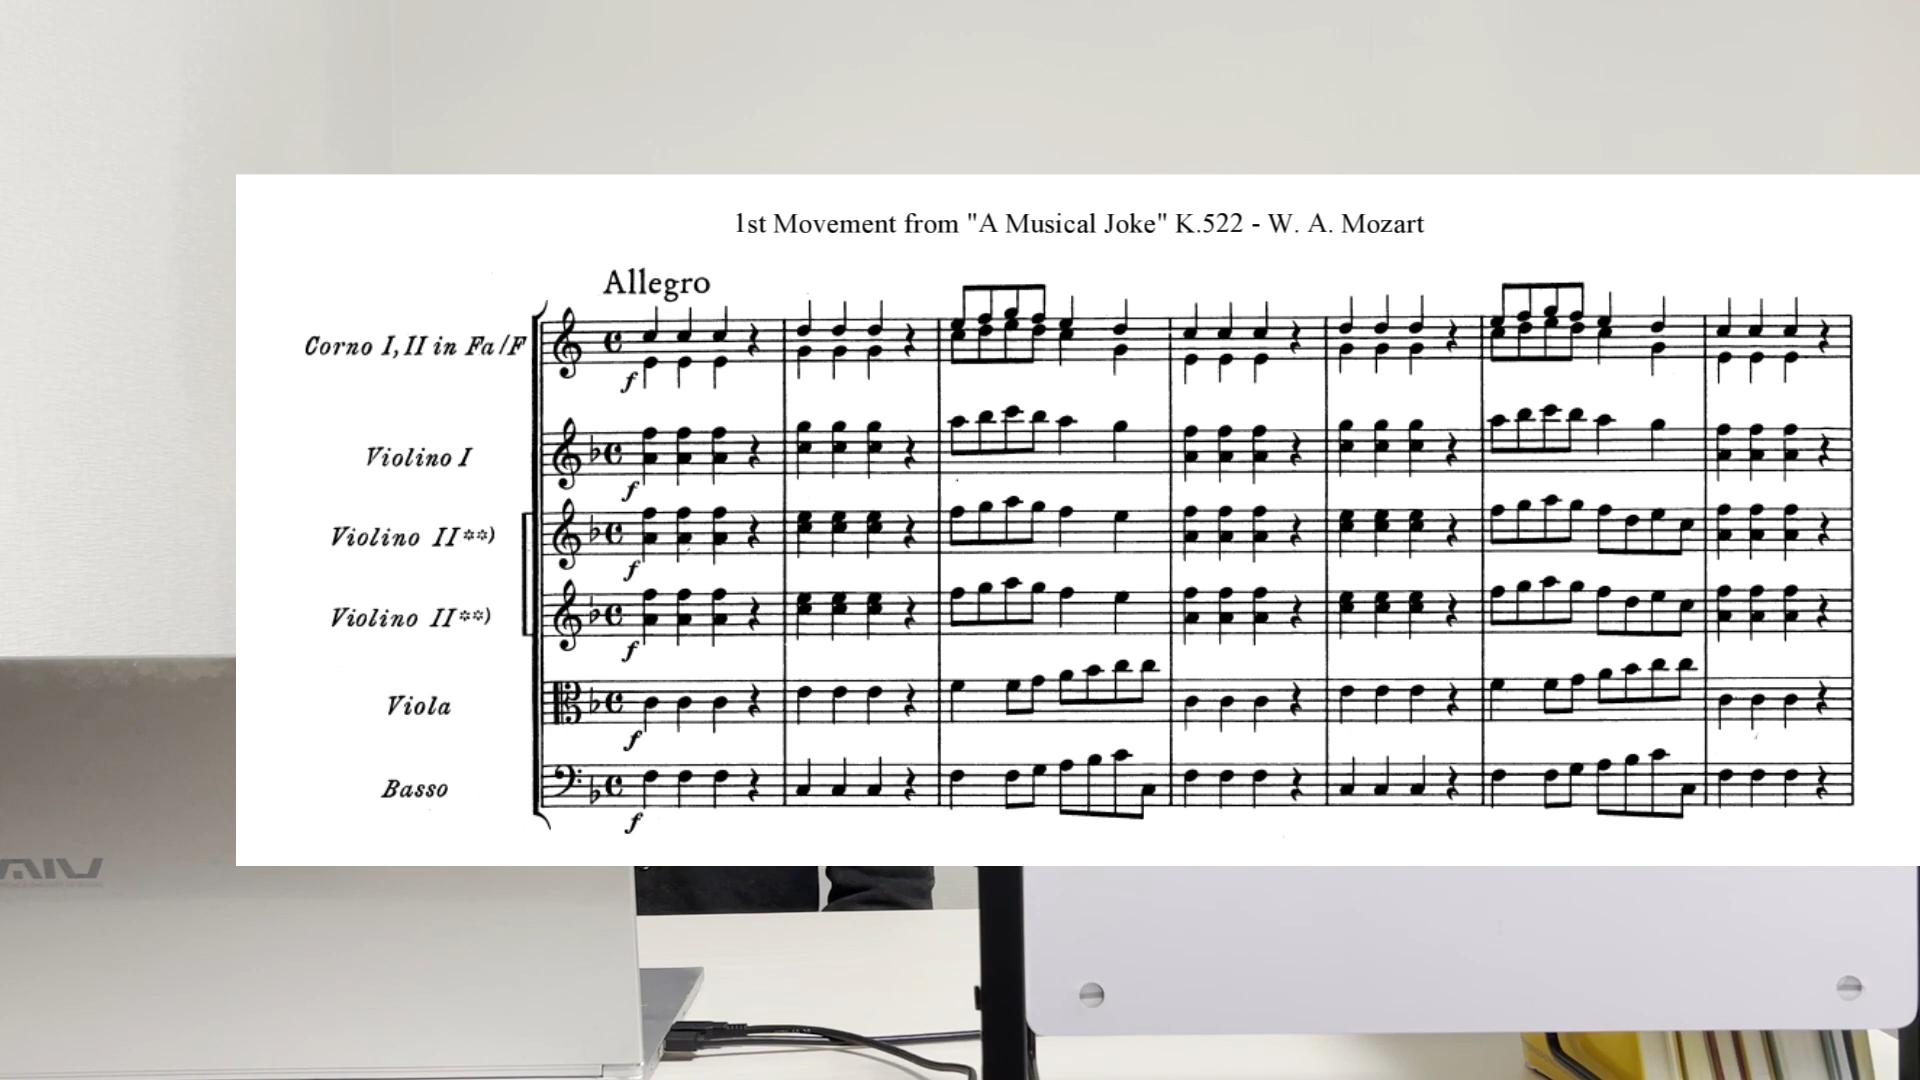 1st Movement from "A Musical Joke" K.522 - W. A. Mozart
Allegro
Corno I, II in Fa/F
f
Violino I
f
Violino II**)
f
Violino II**)
f
Viola
f
Basso
f